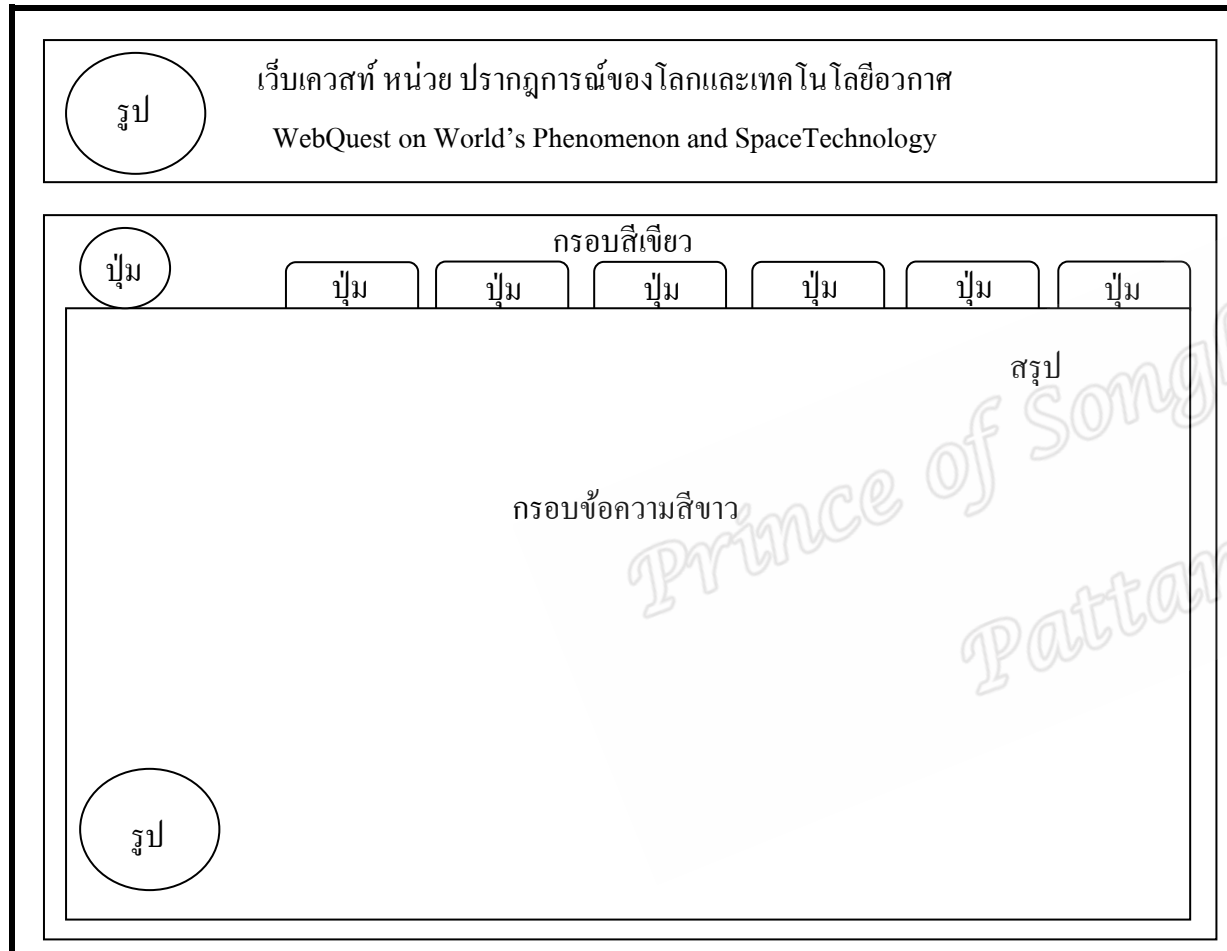 รูป
เว็บเควสท์ หน่วย ปรากฏการณ์ของโลกและเทคโนโลยีอวกาศ
WebQuest on World’s Phenomenon and SpaceTechnology
กรอบสีเขียว
ปุ่ม
ปุ่ม ปุ่ม ปุ่ม ปุ่ม ปุ่ม ปุ่ม
สรุป
กรอบข้อความสีขาว
Prince of
รูป